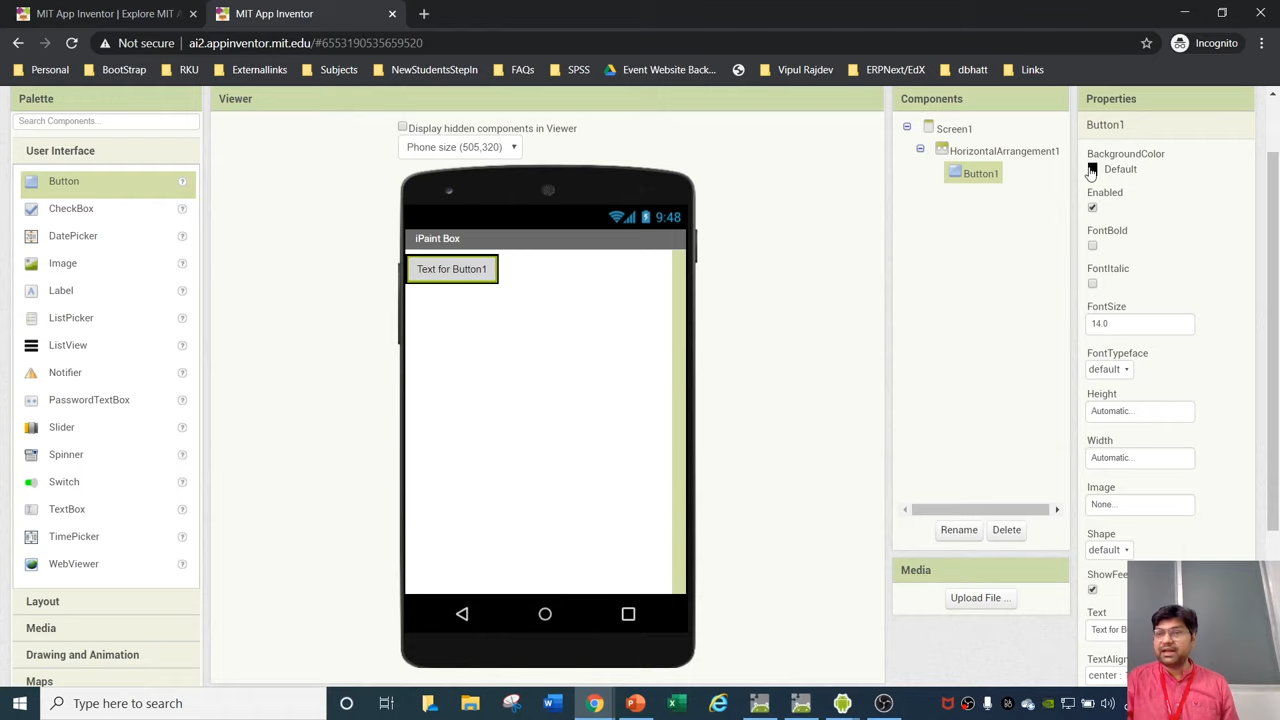 MIT App Inventor | Explore MIT A
MIT App Inventor
Not secure | ai2.appinventor.mit.edu/#6553190535659520
Incognito
Personal
BootStrap
RKU
Externallinks
Subjects
NewStudentsStepIn
FAQs
SPSS
Event Website Back...
Vipul Rajdev
ERPNext/EdX
dbhatt
Links
Palette
Search Components...
User Interface
Button
CheckBox
DatePicker
Image
Label
ListPicker
ListView
Notifier
PasswordTextBox
Slider
Spinner
Switch
TextBox
TimePicker
WebViewer
Layout
Media
Drawing and Animation
Maps
Viewer
Display hidden components in Viewer
Phone size (505,320)
9:48
iPaint Box
Text for Button1
Components
Screen1
HorizontalArrangement1
Button1
Rename
Delete
Media
Upload File ...
Properties
Button1
BackgroundColor
Default
Enabled
FontBold
FontItalic
FontSize
14.0
FontTypeface
default
Height
Automatic...
Width
Automatic...
Image
None...
Shape
default
ShowFee
Text
Text for B
TextAlign
center :
Type here to search